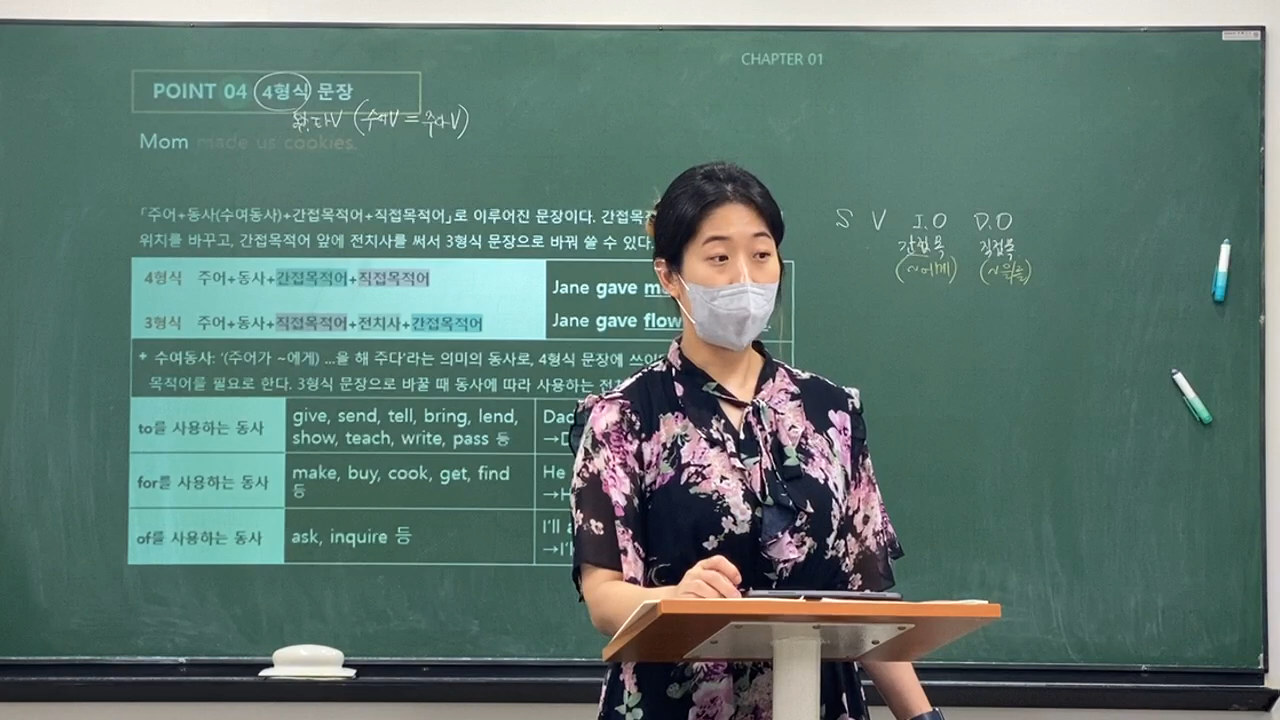 CHAPTER 01
POINT 04 4형식 문장
(수여V = 주다V)
Mom made us cookies.
「주어+동사(수여동사)+간접목적어+직접목적어」로 이루어진 문장이다.
위치를 바꾸고, 간접목적어 앞에 전치사를 써서 3형식 문장으로 바꿔 쓸 수 있다.
4형식 주어+동사+간접목적어+직접목적어 Jane gave
3형식 주어+동사+직접목적어+전치사+간접목적어 Jane gave
+ 수여동사: '(주어가 ~에게) …을 해 주다'라는 의미의 동사로, 4형식 문장에
목적어를 필요로 한다. 3형식 문장으로 바꿀 때 동사에 따라 사용하는
to를 사용하는 동사 give, send, tell, bring, lend,
show, teach, write, pass 등
for를 사용하는 동사 make, buy, cook, get, find
등 He
of를 사용하는 동사 ask, inquire 등 I'll
S V I.O D.O
간접목 직접목
(~에게) (~을/를)